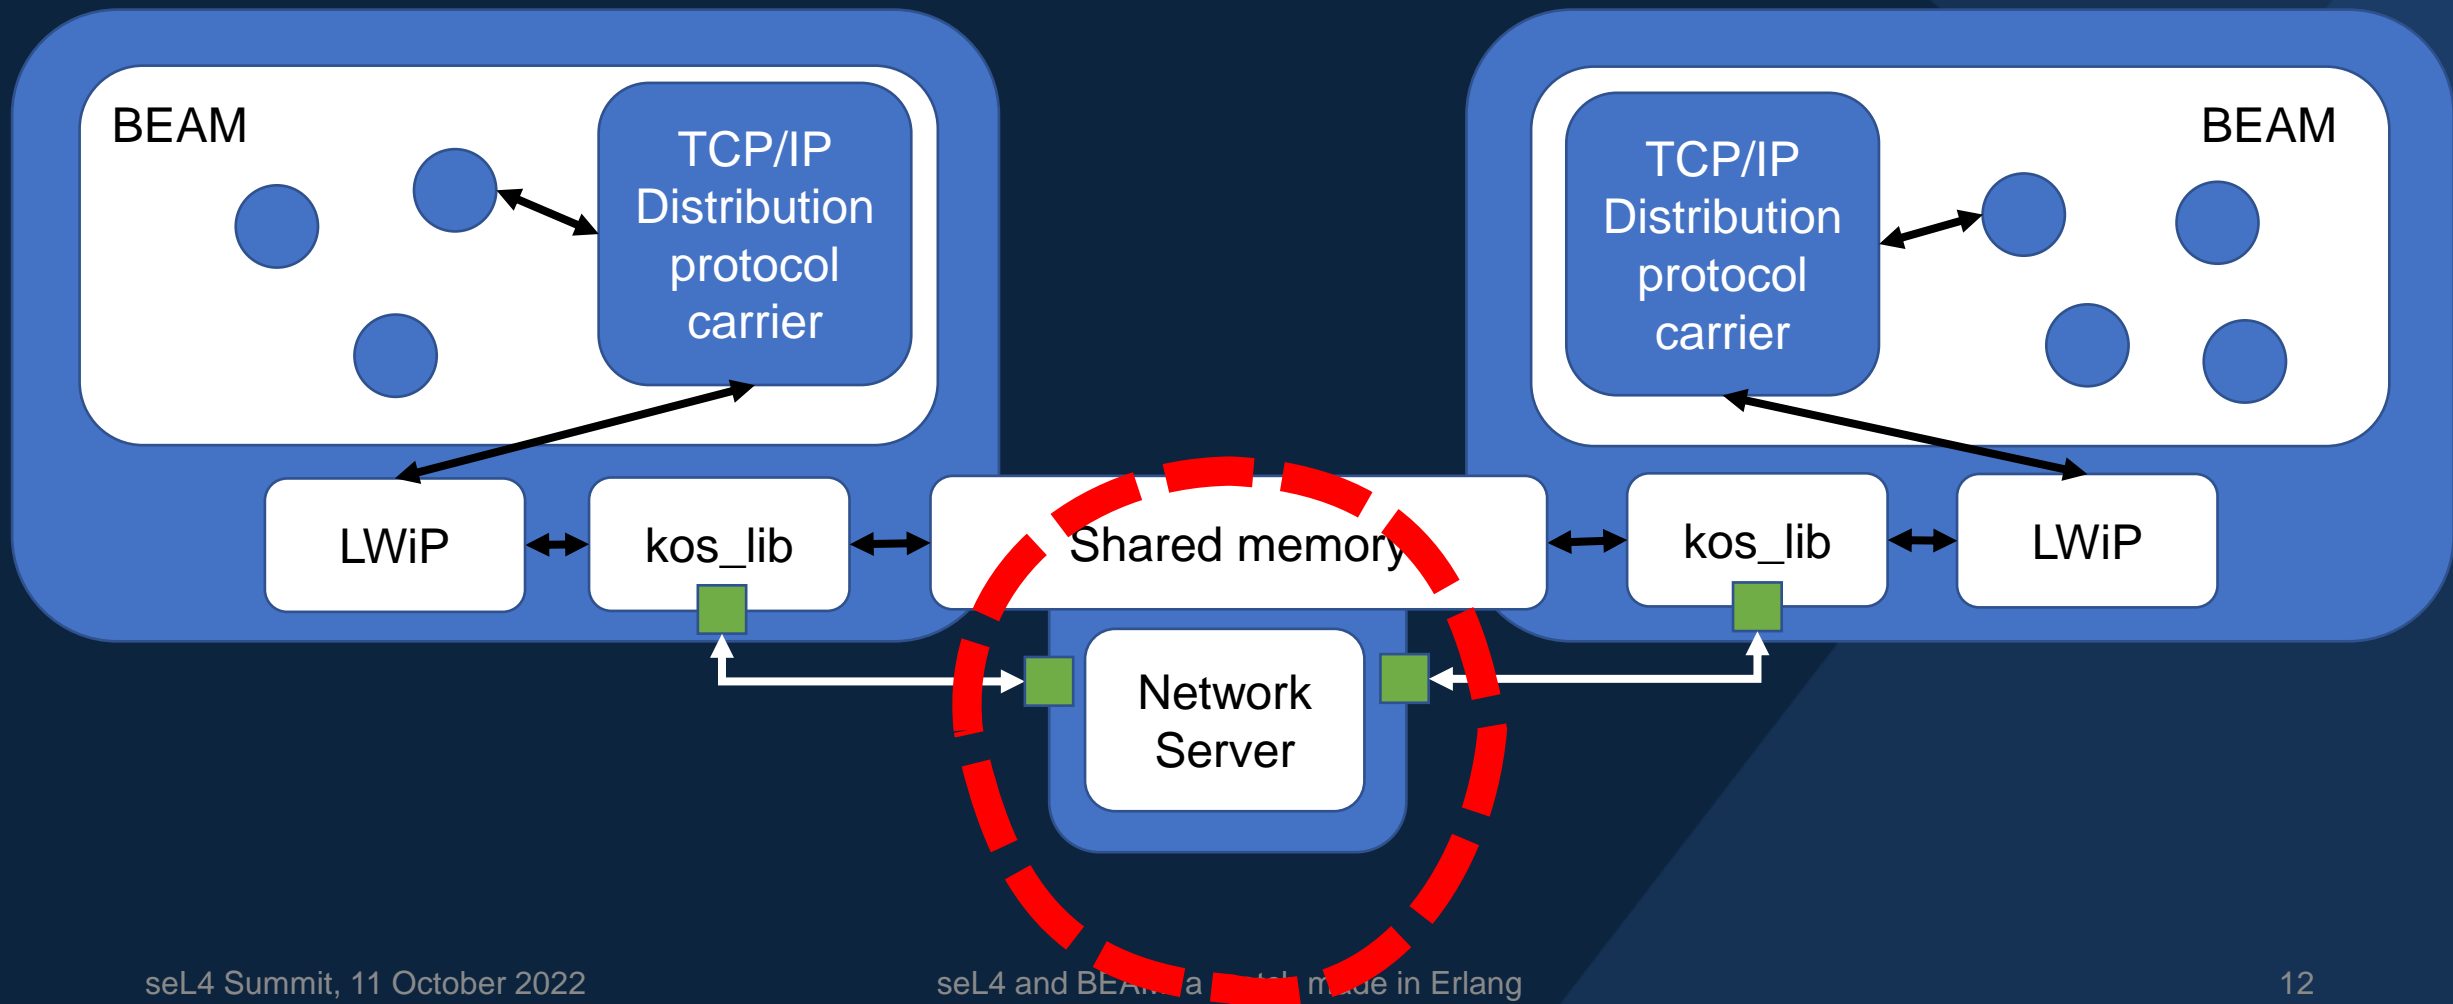 BEAM
TCP/IP
Distribution
protocol
carrier
TCP/IP
Distribution
protocol
carrier
BEAM
LWiP
kos_lib
Shared memory
kos_lib
LWiP
Network
Server
seL4 Summit, 11 October 2022
seL4 and a made in Erlang
12